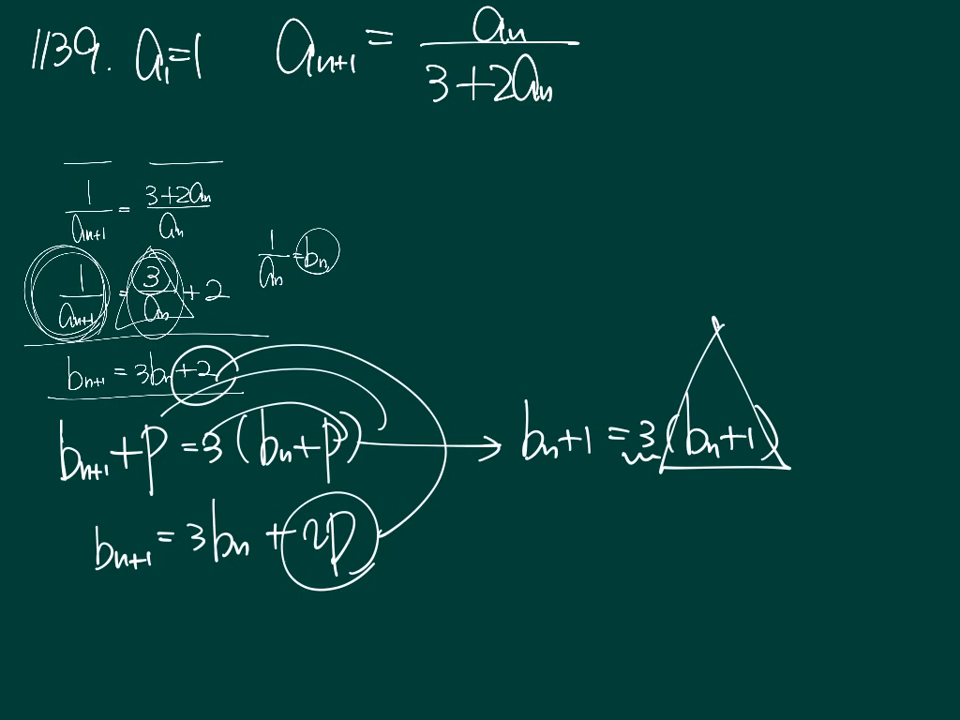 1139. a₁=1 aₙ₊₁ = aₙ / (3+2aₙ)
1/aₙ₊₁ = (3+2aₙ)/aₙ
1/aₙ₊₁ = 3/aₙ + 2 1/aₙ = bₙ
bₙ₊₁ = 3bₙ +2
bₙ₊₁ + p = 3 (bₙ + p) → bₙ+1 = 3 (bₙ+1)
bₙ₊₁ = 3bₙ + 2p